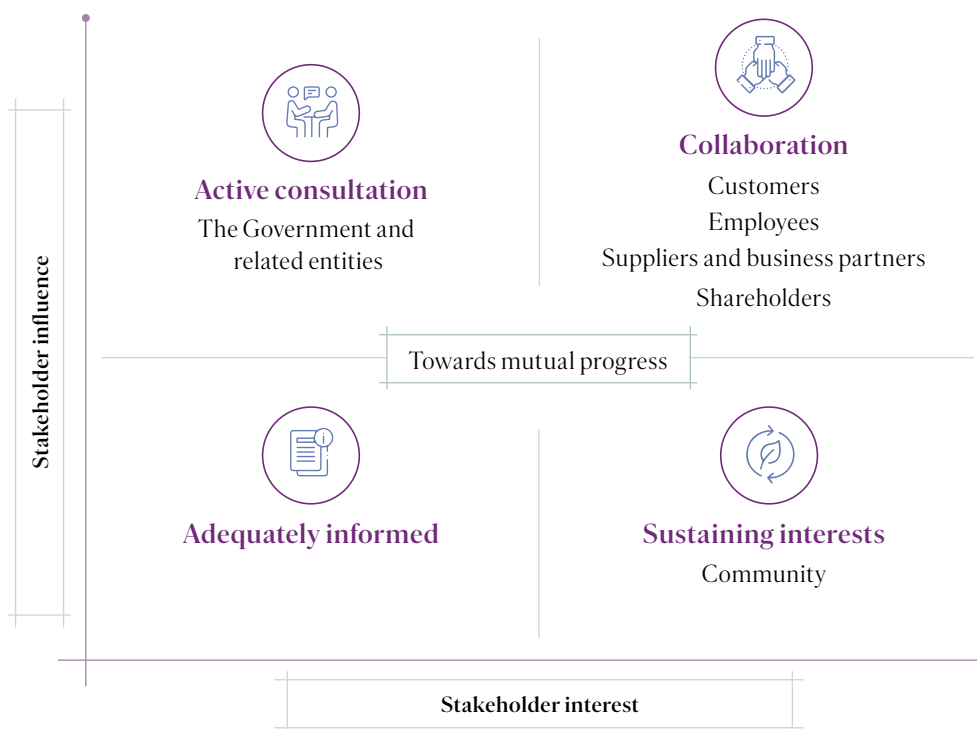 Stakeholder influence
Active consultation
The Government and
related entities
Collaboration
Customers
Employees
Suppliers and business partners
Shareholders
Towards mutual progress
Adequately informed
Sustaining interests
Community
Stakeholder interest